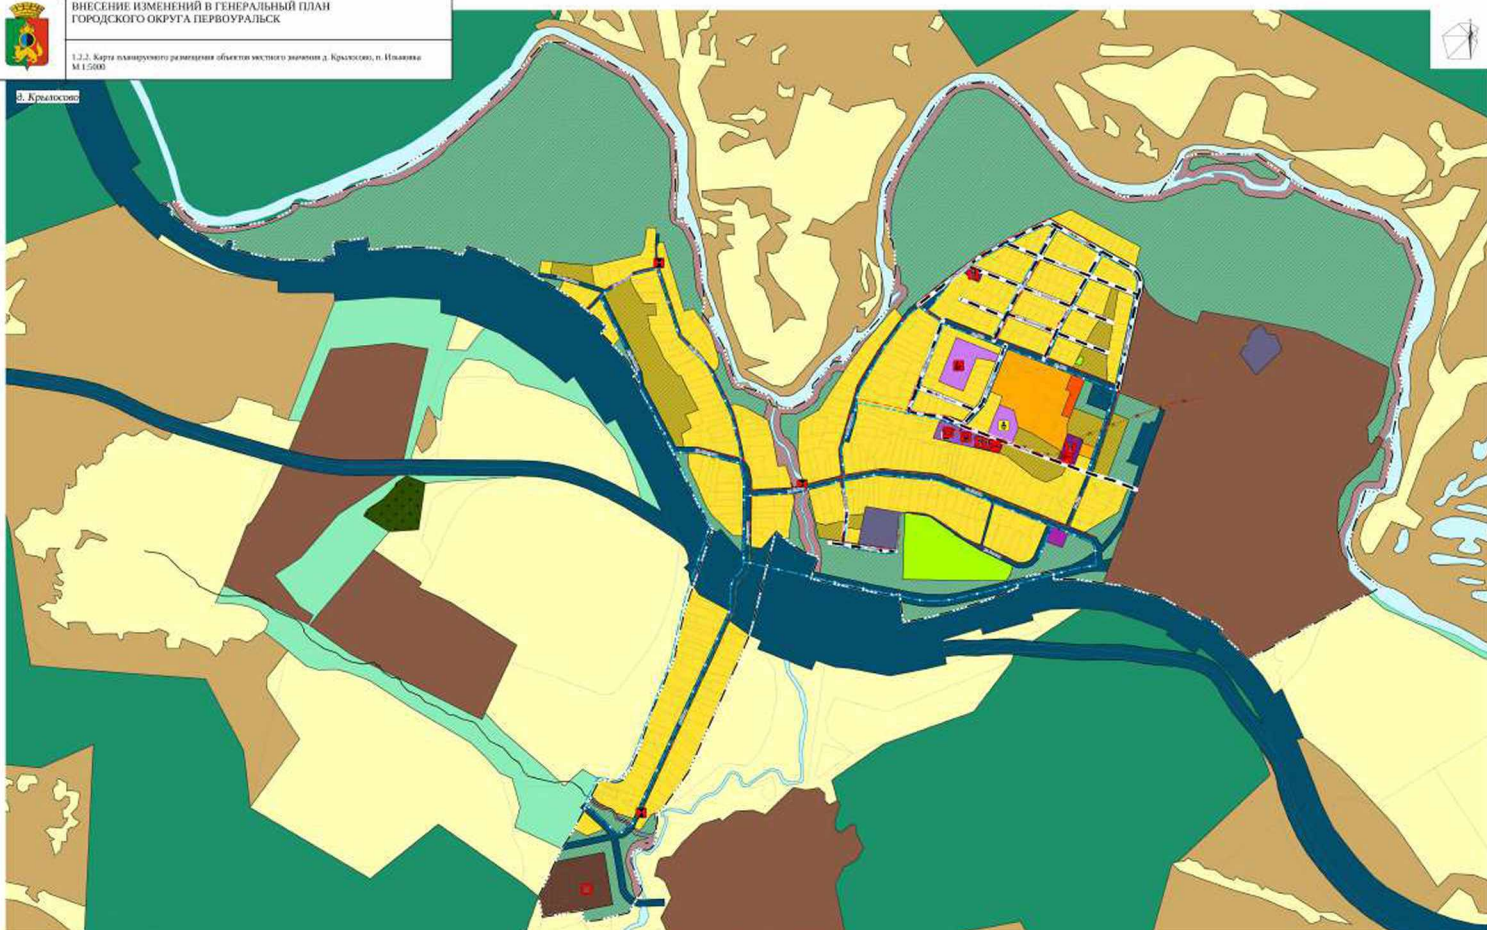 ВНЕСЕНИЕ ИЗМЕНЕНИЙ В ГЕНЕРАЛЬНЫЙ ПЛАН
ГОРОДСКОГО ОКРУГА ПЕРВОУРАЛЬСК
1.2.2. Карта планируемого размещения объектов местного значения д. Крылосово, п. Ильмовка
М 1:5000
д. Крылосово